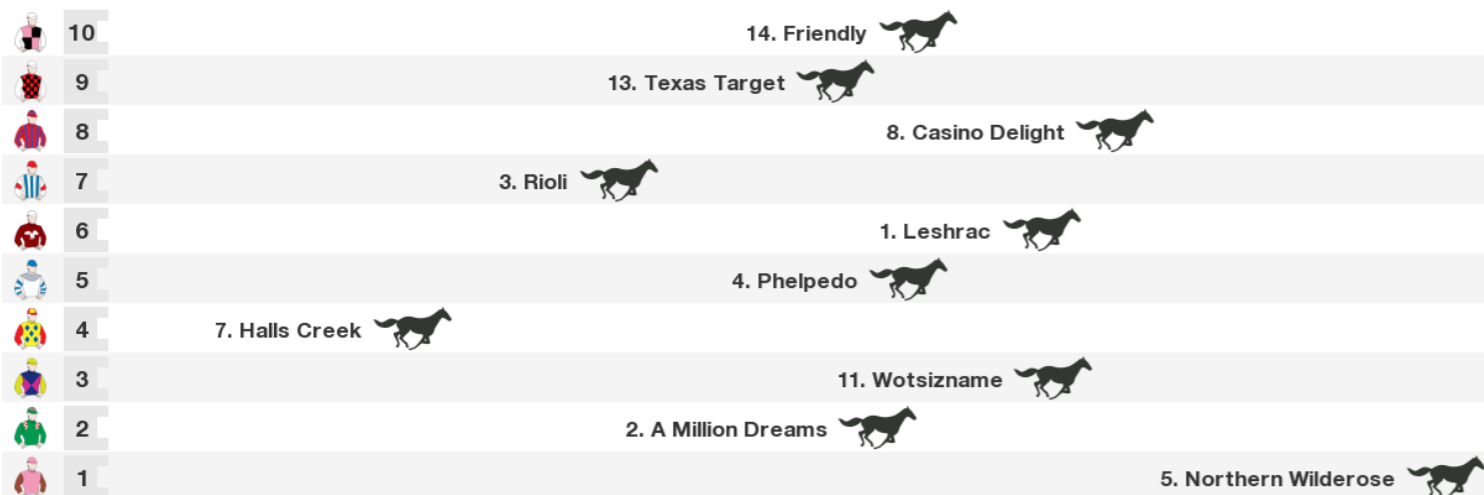 10 14. Friendly
9 13. Texas Target
8 8. Casino Delight
7 3. Rioli
6 1. Leshrac
5 4. Phelpedo
4 7. Halls Creek
3 11. Wotsizname
2 2. A Million Dreams
1 5. Northern Wilderose